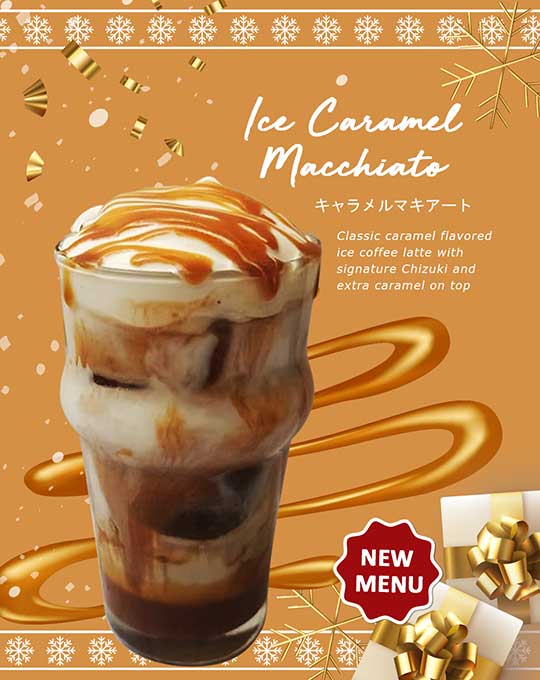 Ice Caramel
Macchiato
キャラメルマキアート
Classic caramel flavored
ice coffee latte with
signature Chizuki and
extra caramel on top
NEW
MENU